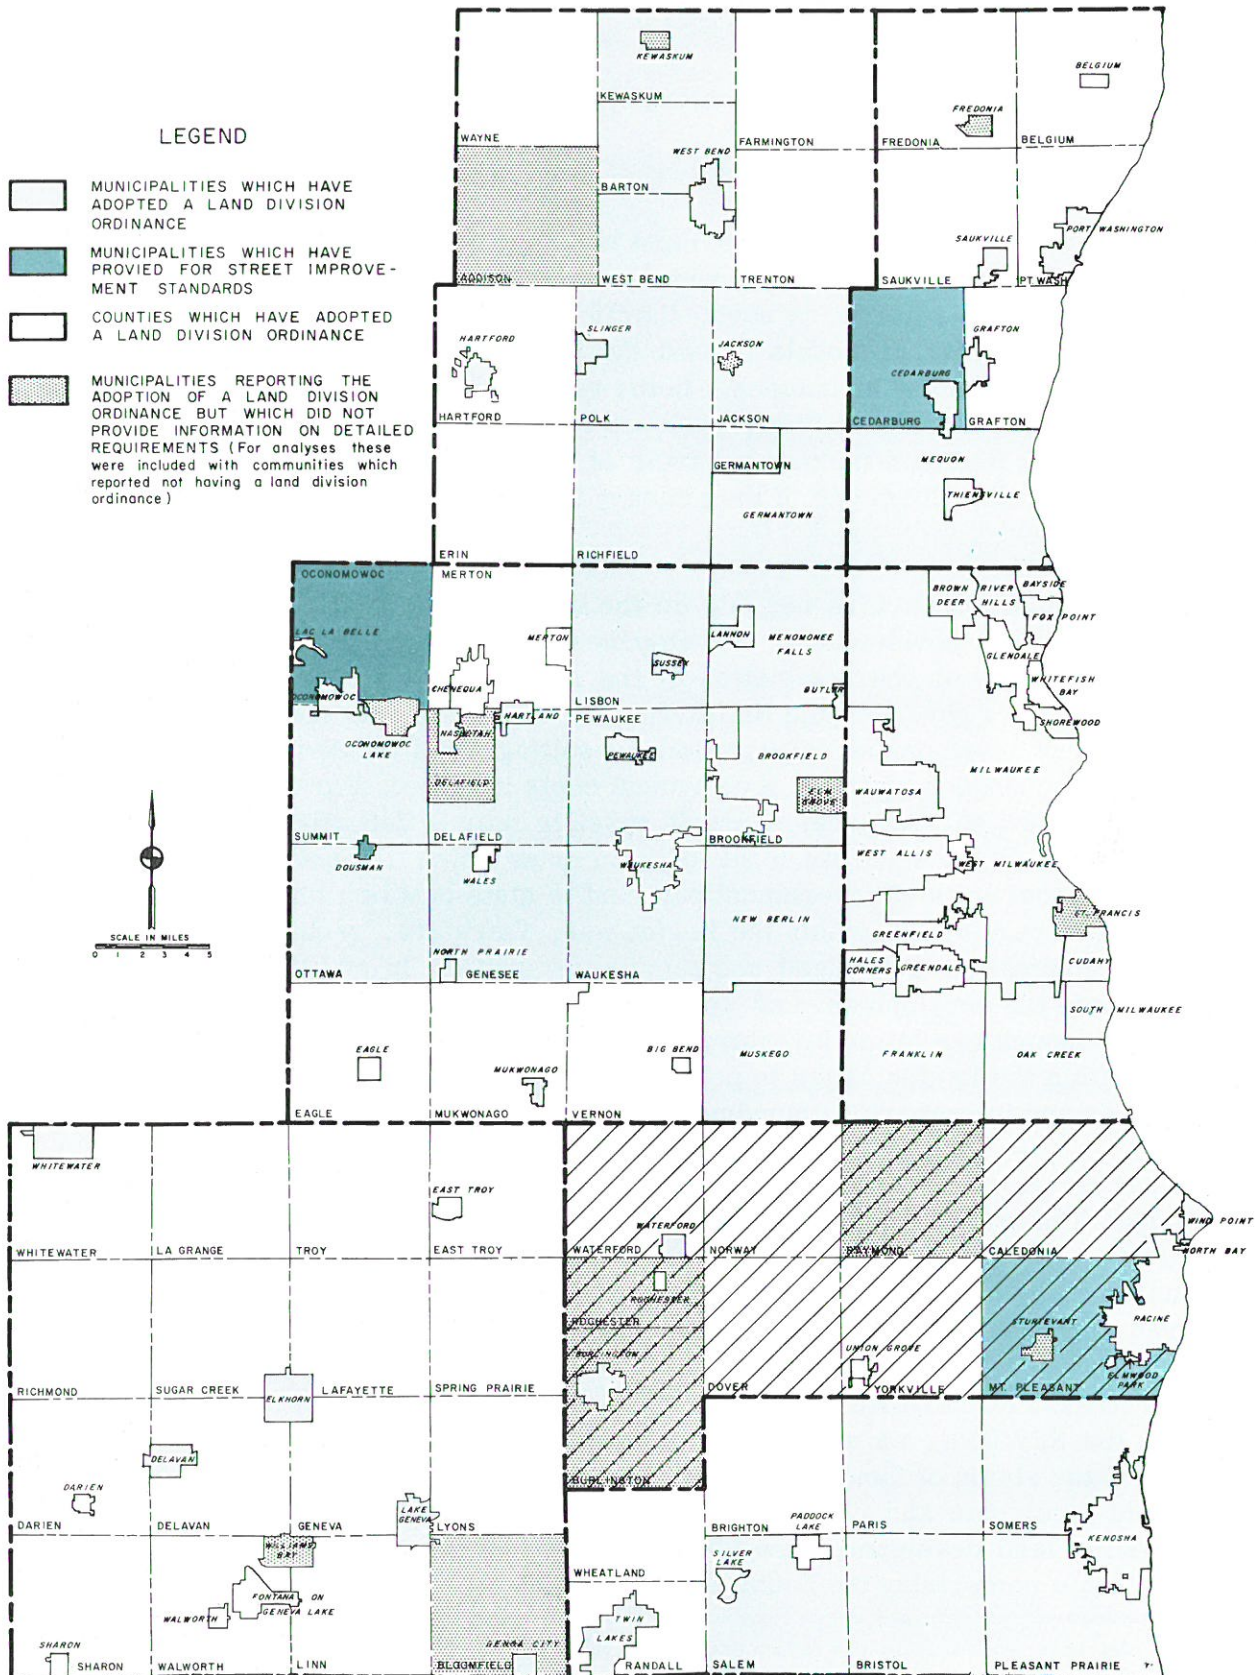 LEGEND
MUNICIPALITIES WHICH HAVE
ADOPTED A LAND DIVISION
ORDINANCE
MUNICIPALITIES WHICH HAVE
PROVIED FOR STREET IMPROVE-
MENT STANDARDS
COUNTIES WHICH HAVE ADOPTED
A LAND DIVISION ORDINANCE
MUNICIPALITIES REPORTING THE
ADOPTION OF A LAND DIVISION
ORDINANCE BUT WHICH DID NOT
PROVIDE INFORMATION ON DETAILED
REQUIREMENTS (For analyses these
were included with communities which
reported not having a land division
ordinance)
SCALE IN MILES
0 1 2 3 4 5
KEWASKUM
KEWASKUM
WAYNE
FARMINGTON
WEST BEND
BARTON
ADDISON
WEST BEND
TRENTON
BELGIUM
FREDONIA
FREDONIA
BELGIUM
PORT WASHINGTON
SAUKVILLE
SAUKVILLE
PT. WASH
HARTFORD
SLINGER
JACKSON
HARTFORD
POLK
JACKSON
GERMANTOWN
GERMANTOWN
ERIN
RICHFIELD
GRAFTON
CEDARBURG
CEDARBURG
GRAFTON
MEQUON
THIENSVILLE
OCONOMOWOC
MERTON
LAC LA BELLE
MERTON
LANNON
MENOMONEE
FALLS
SUSSEX
CHENEQUA
OCONOMOWOC
BUTLER
LISBON
HARTLAND
PEWAUKEE
NASHOTAH
OCONOMOWOC
LAKE
PEWAUKEE
BROOKFIELD
DELAFIELD
ELM
GROVE
SUMMIT
DELAFIELD
BROOKFIELD
DOUSMAN
WALES
WAUKESHA
NEW BERLIN
NORTH PRAIRIE
OTTAWA
GENESEE
WAUKESHA
EAGLE
MUKWONAGO
BIG BEND
MUSKEGO
EAGLE
MUKWONAGO
VERNON
BROWN
DEER
RIVER
HILLS
BAYSIDE
FOX POINT
GLENDALE
WHITEFISH
BAY
SHOREWOOD
MILWAUKEE
WAUWATOSA
WEST ALLIS
WEST MILWAUKEE
ST. FRANCIS
GREENFIELD
HALES
CORNERS
GREENDALE
CUDAHY
SOUTH MILWAUKEE
FRANKLIN
OAK CREEK
WHITEWATER
EAST TROY
WHITEWATER
LA GRANGE
TROY
EAST TROY
RICHMOND
SUGAR CREEK
ELKHORN
LAFAYETTE
SPRING PRAIRIE
DELAVAN
DARIEN
LAKE
GENEVA
DARIEN
DELAVAN
GENEVA
LYONS
WILLIAMS
BAY
FONTANA ON
GENEVA LAKE
WALWORTH
SHARON
SHARON
WALWORTH
LINN
BLOOMFIELD
GENOA CITY
WATERFORD
WATERFORD
NORWAY
RAYMOND
CALEDONIA
WIND POINT
NORTH BAY
ROCHESTER
ROCHESTER
STURTEVANT
RACINE
BURLINGTON
UNION GROVE
ELMWOOD
PARK
DOVER
YORKVILLE
MT. PLEASANT
BURLINGTON
PADDOCK
LAKE
BRIGHTON
PARIS
SOMERS
KENOSHA
SILVER
LAKE
WHEATLAND
TWIN
LAKES
RANDALL
SALEM
BRISTOL
PLEASANT PRAIRIE